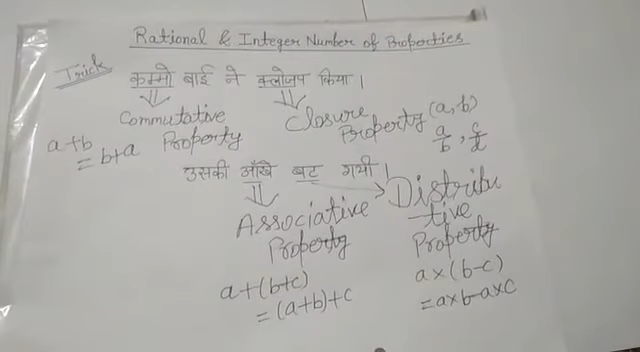 Rational & Integer Number of Properties
Trick
कम्मो बाई ने क्लोजप किया।
Commutative Property
a+b = b+a
Closure Property (a, b)
a/b, c/d
उसकी आँखे बट गयी।
Associative Property
Distributive Property
a+(b+c)
= (a+b)+c
a×(b-c)
= a×b-a×c